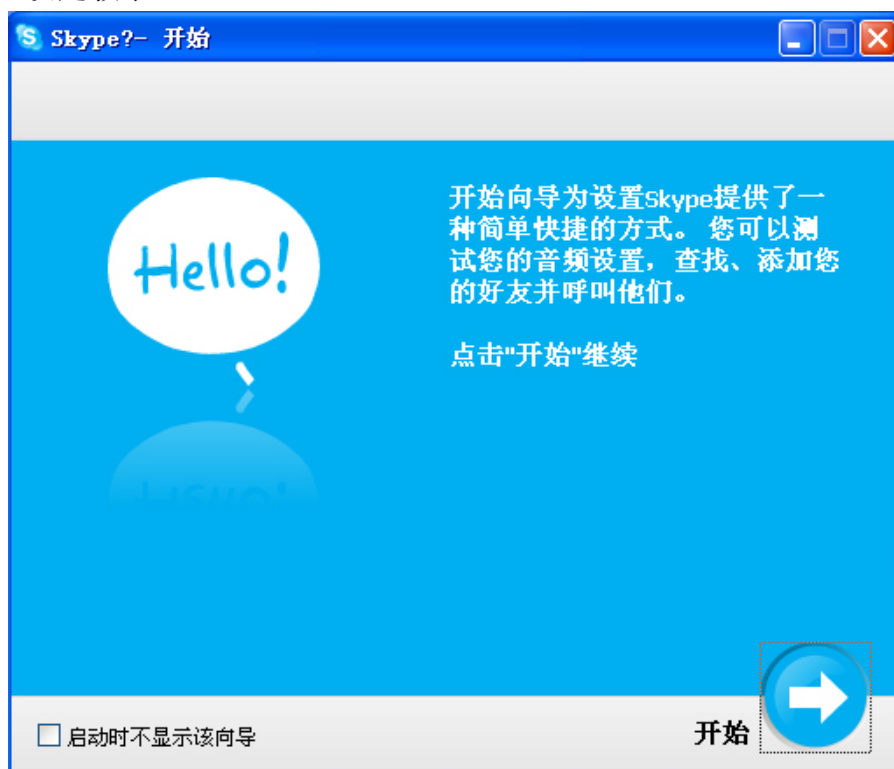 Skype?- 开始
Hello!
开始向导为设置Skype提供了一
种简单快捷的方式。 您可以测
试您的音频设置，查找、添加您
的好友并呼叫他们。
点击"开始"继续
启动时不显示该向导
开始